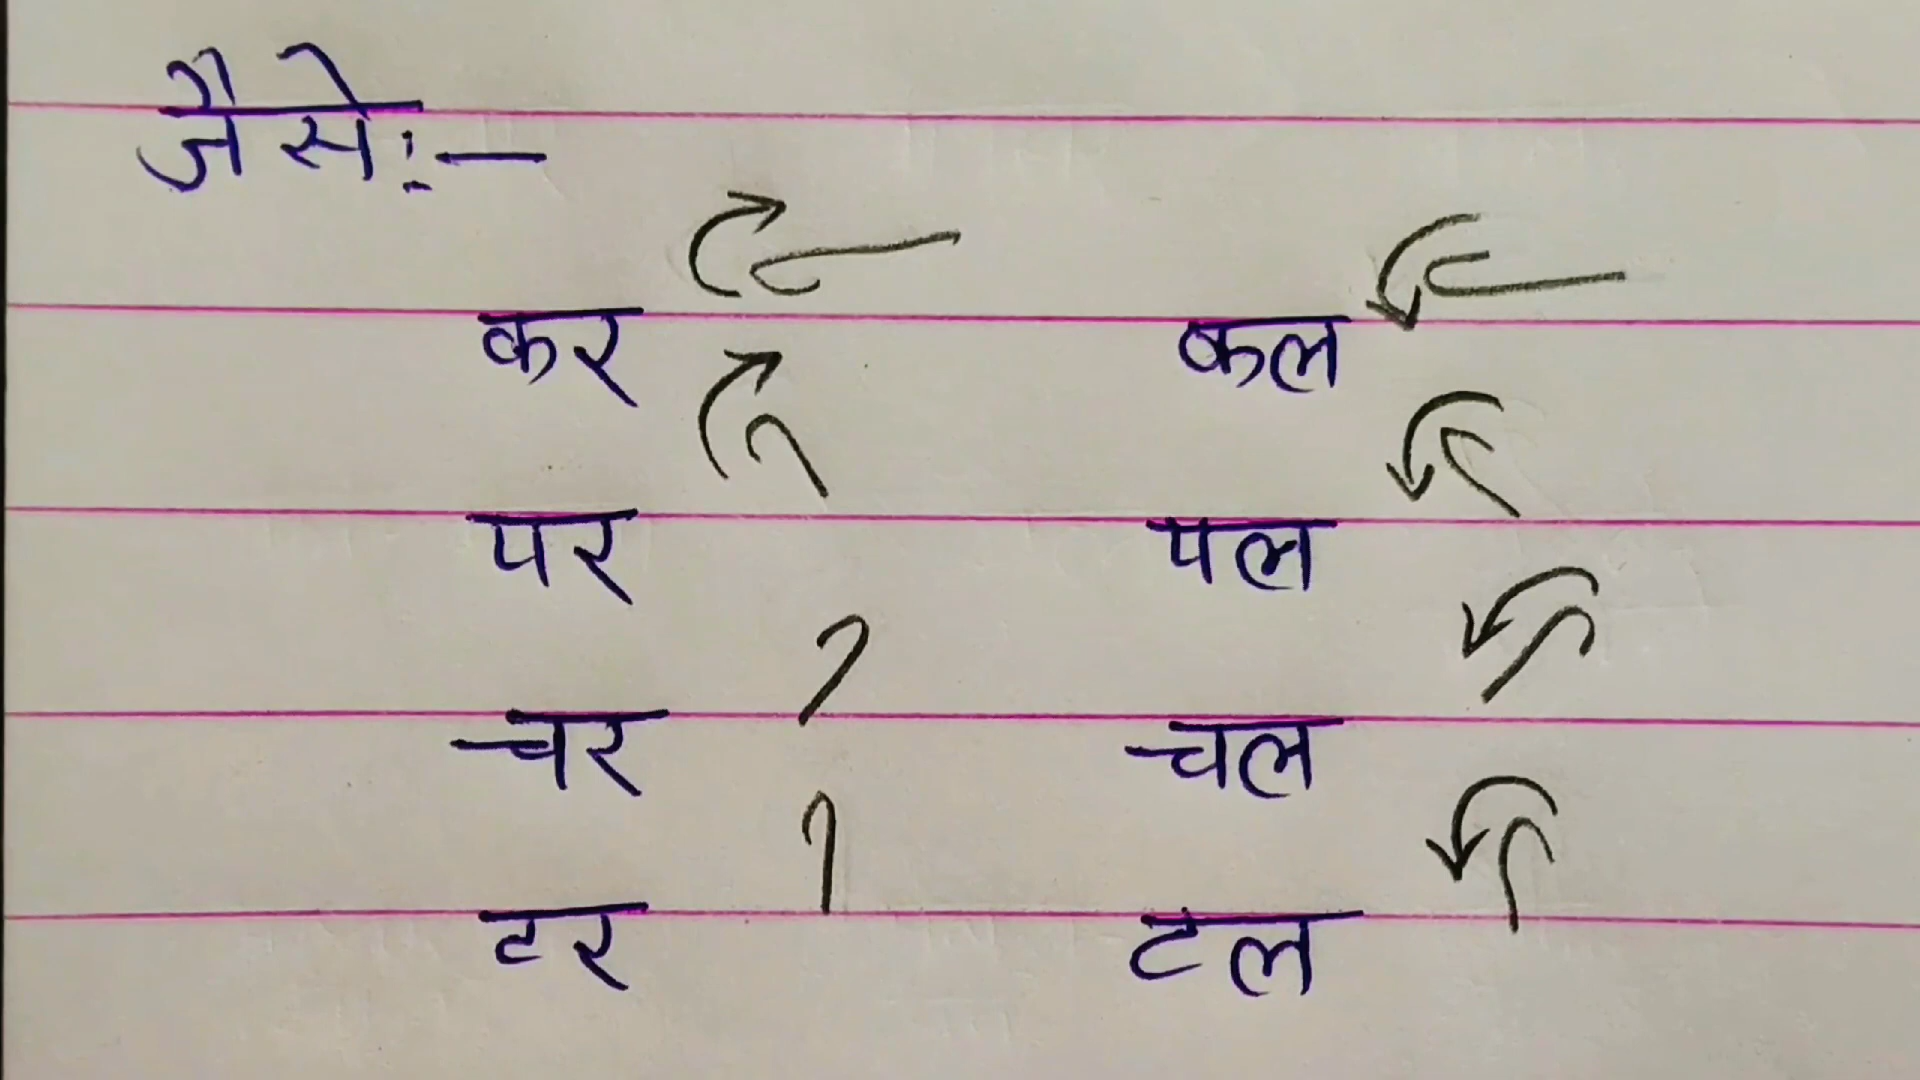 जैसे:-
कर कल
पर पल
चर चल
टर टल